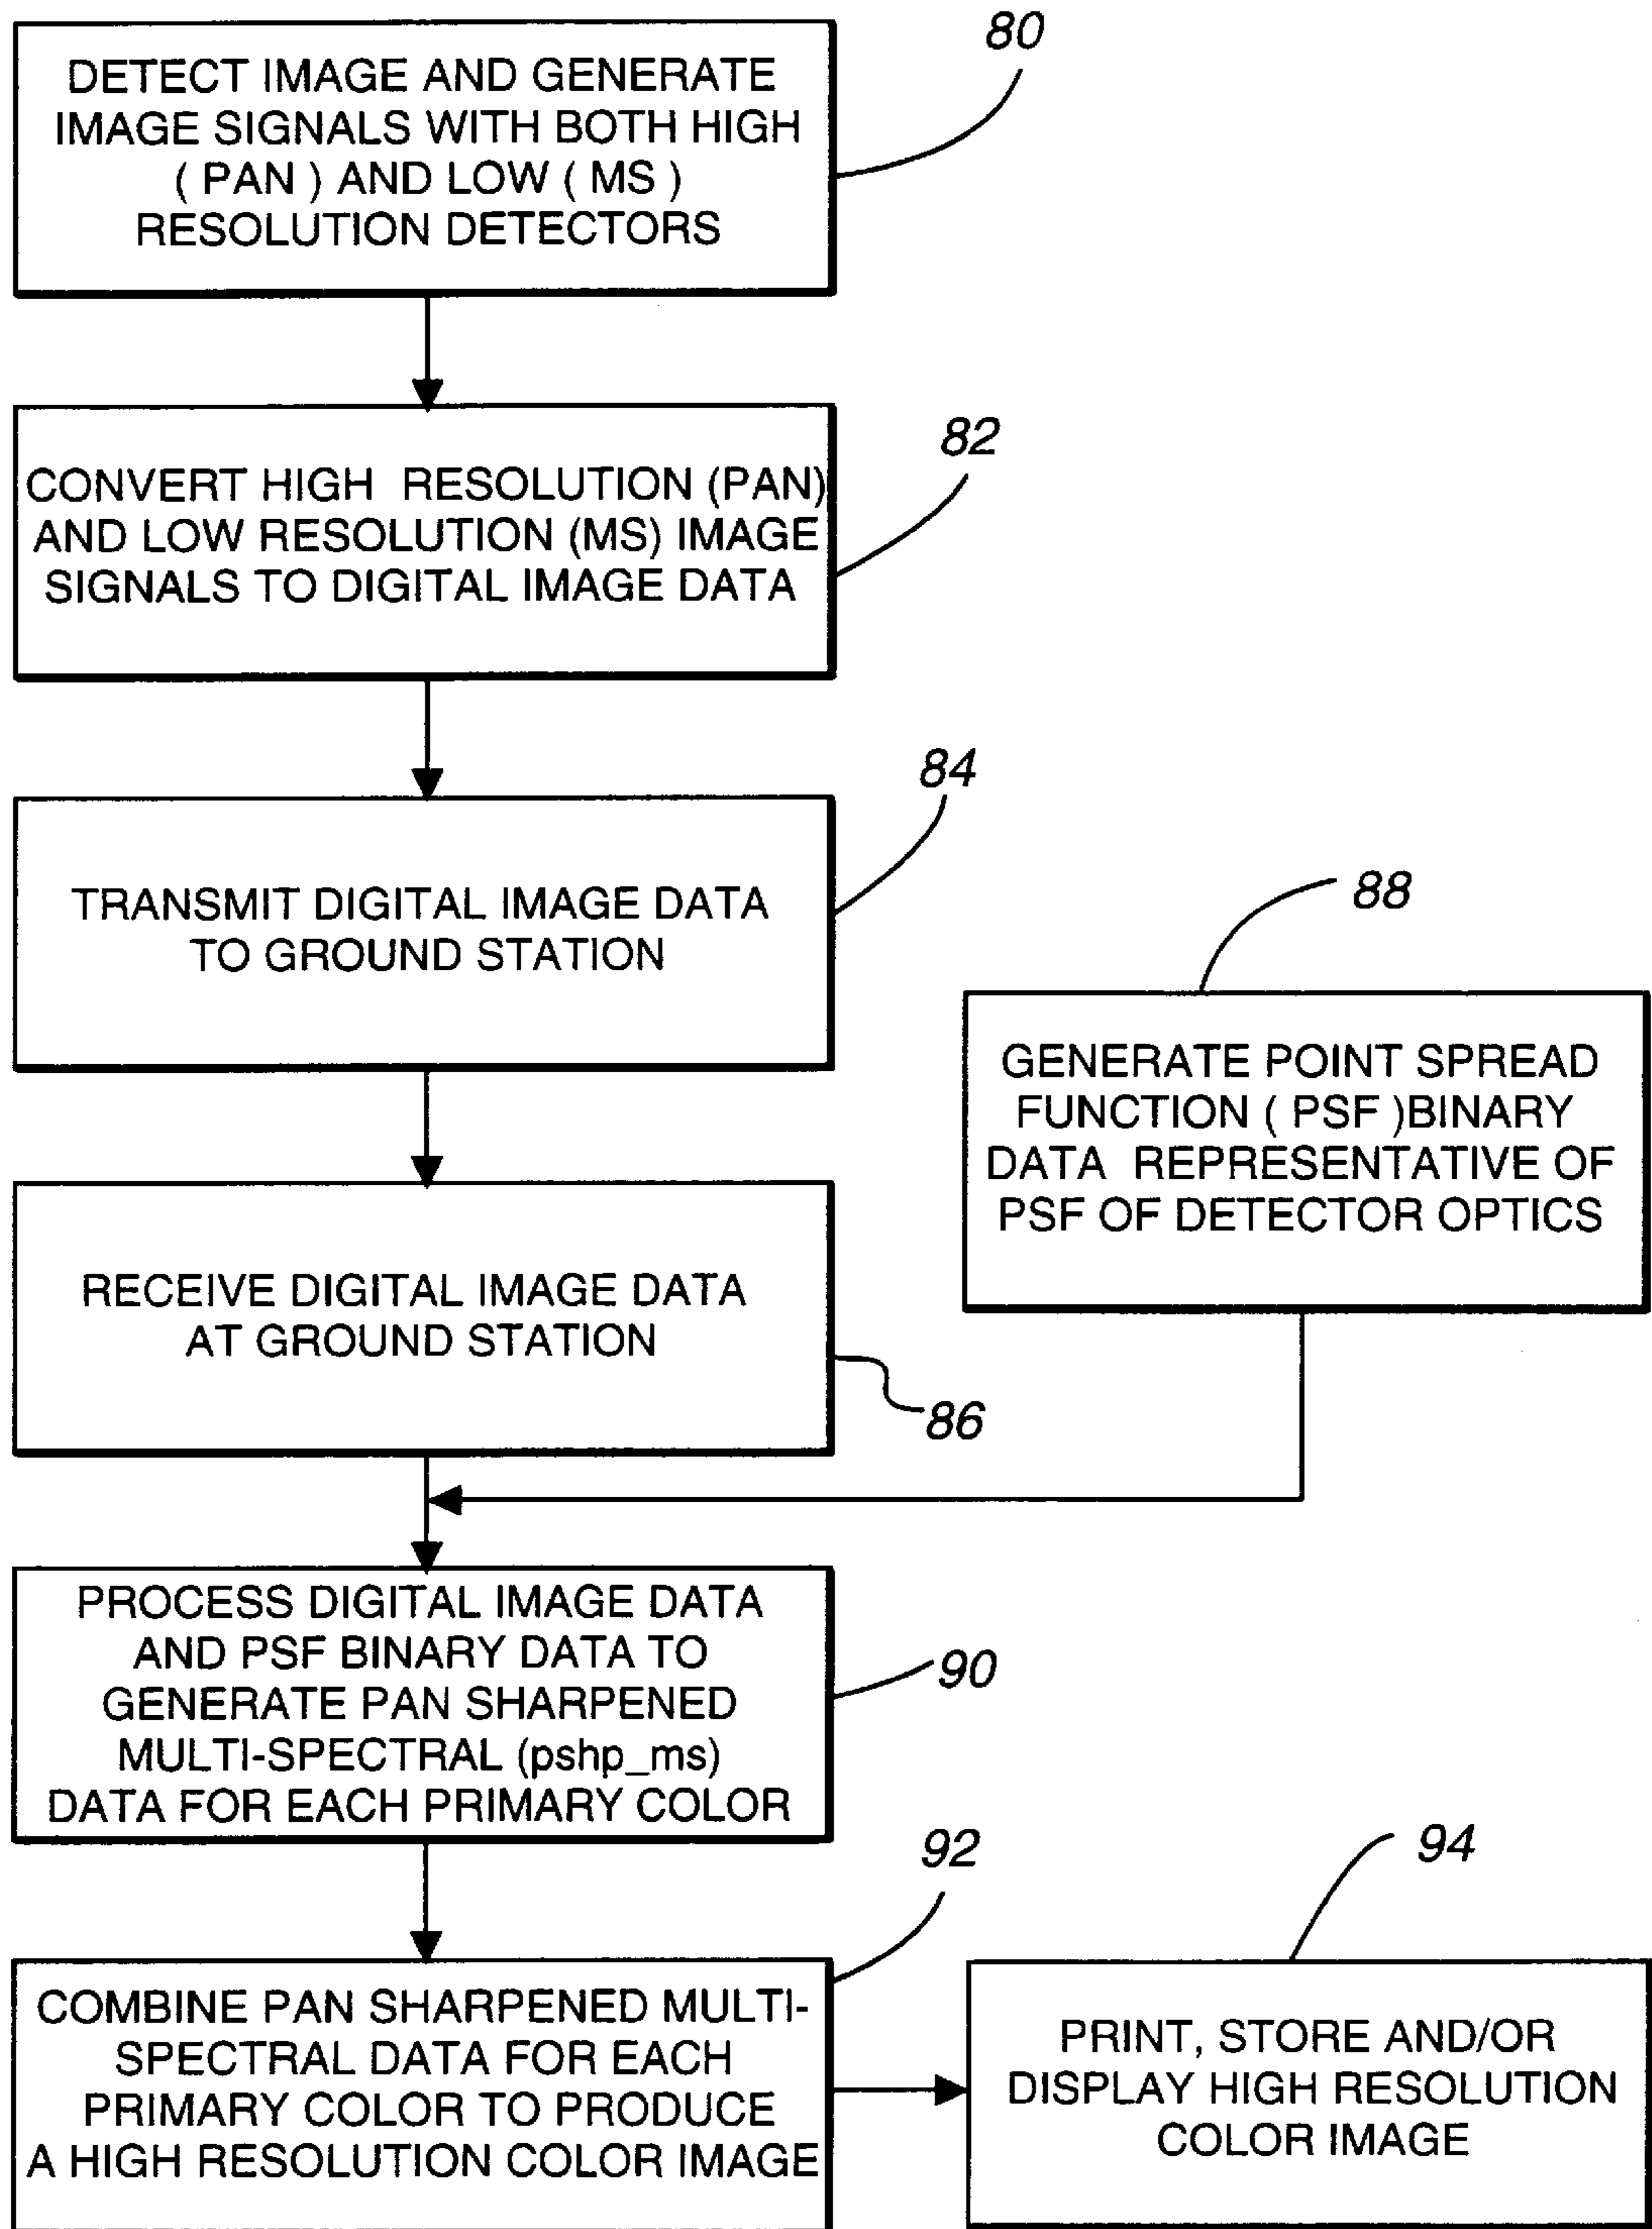 80
DETECT IMAGE AND GENERATE
IMAGE SIGNALS WITH BOTH HIGH
( PAN ) AND LOW ( MS )
RESOLUTION DETECTORS
82
CONVERT HIGH RESOLUTION (PAN)
AND LOW RESOLUTION (MS) IMAGE
SIGNALS TO DIGITAL IMAGE DATA
84
TRANSMIT DIGITAL IMAGE DATA
TO GROUND STATION
88
GENERATE POINT SPREAD
FUNCTION ( PSF )BINARY
DATA REPRESENTATIVE OF
PSF OF DETECTOR OPTICS
RECEIVE DIGITAL IMAGE DATA
AT GROUND STATION
86
PROCESS DIGITAL IMAGE DATA
AND PSF BINARY DATA TO
GENERATE PAN SHARPENED
MULTI-SPECTRAL (pshp_ms)
DATA FOR EACH PRIMARY COLOR
90
92
COMBINE PAN SHARPENED MULTI-
SPECTRAL DATA FOR EACH
PRIMARY COLOR TO PRODUCE
A HIGH RESOLUTION COLOR IMAGE
94
PRINT, STORE AND/OR
DISPLAY HIGH RESOLUTION
COLOR IMAGE